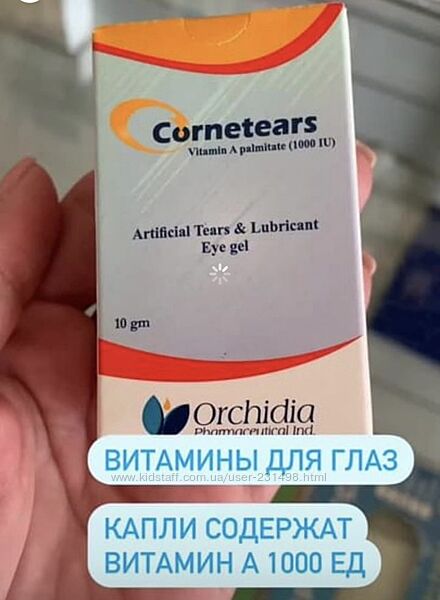 Cornetears
Vitamin A palmitate (1000 IU)
Artificial Tears & Lubricant
Eye gel
10 gm
Orchidia
Pharmaceutical Ind.
ВИТАМИНЫ ДЛЯ ГЛАЗ
www.kidstaff.com.ua/user-231498.html
КАПЛИ СОДЕРЖАТ
ВИТАМИН А 1000 ЕД